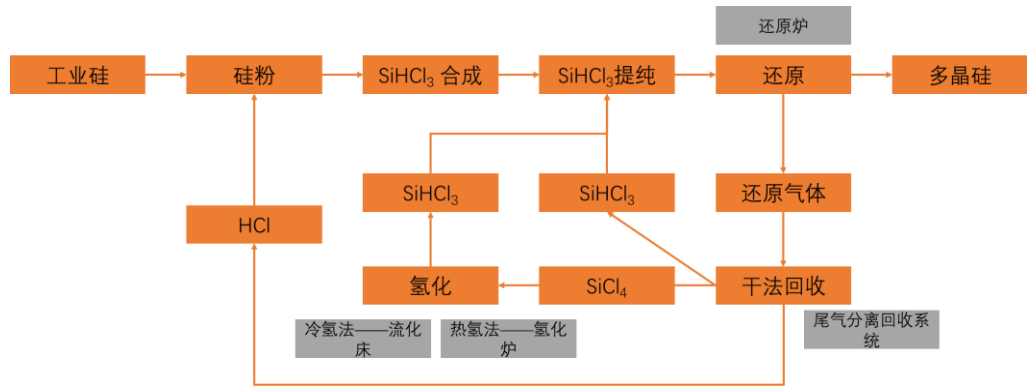 还原炉
工业硅
硅粉
SiHCl₃ 合成
SiHCl₃提纯
还原
多晶硅
SiHCl₃
SiHCl₃
还原气体
HCl
氢化
SiCl₄
干法回收
冷氢法——流化
床
热氢法——氢化
炉
尾气分离回收系
统